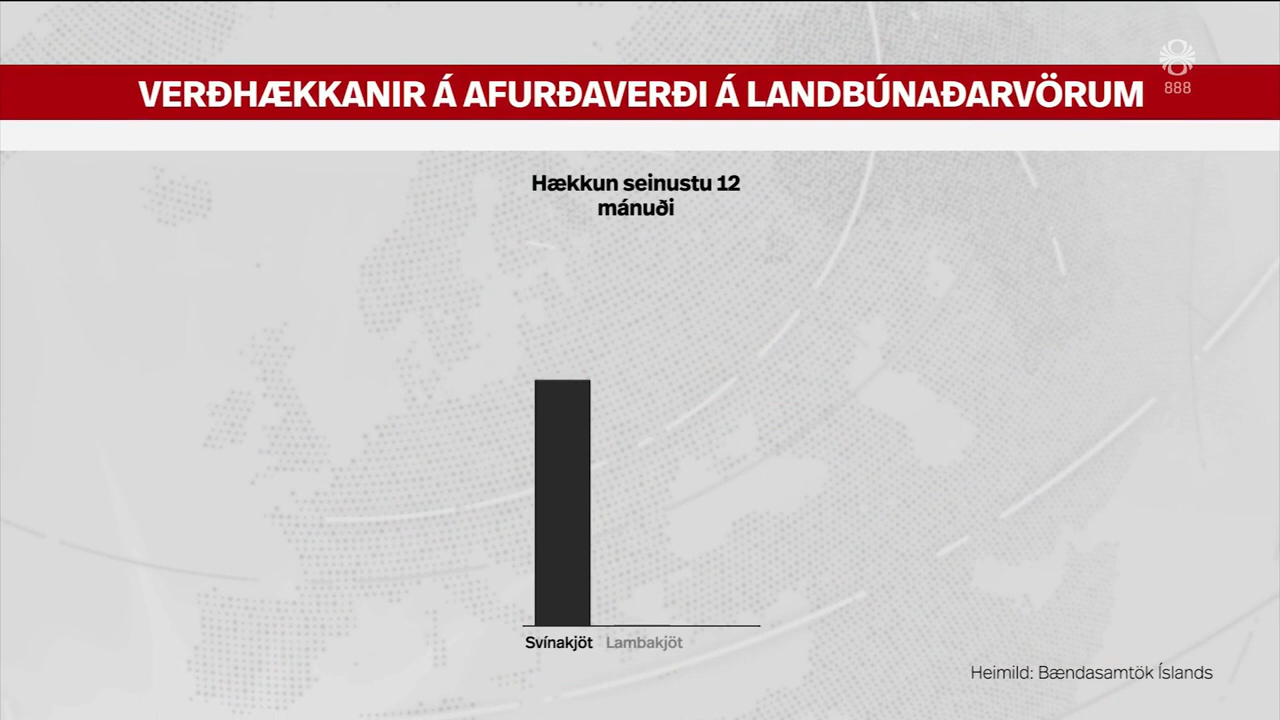 VERÐHÆKKANIR Á AFURÐAVERÐI Á LANDBÚNAÐARVÖRUM
888
Hækkun seinustu 12
mánuði
Svínakjöt
Lambakjöt
Heimild: Bændasamtök Íslands